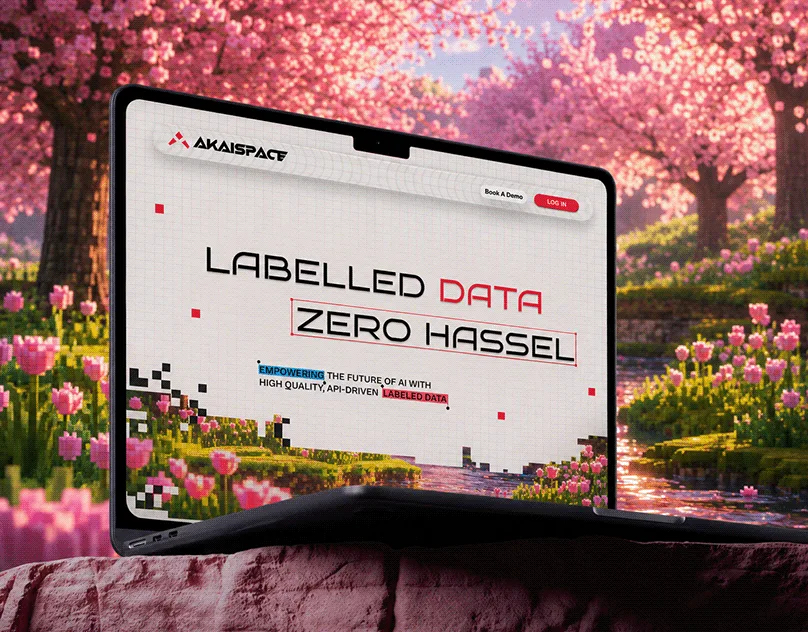 AKAISPACE
Book A Demo
LOG IN
LABELLED DATA
ZERO HASSEL
EMPOWERING THE FUTURE OF AI WITH
HIGH QUALITY, API-DRIVEN LABELED DATA